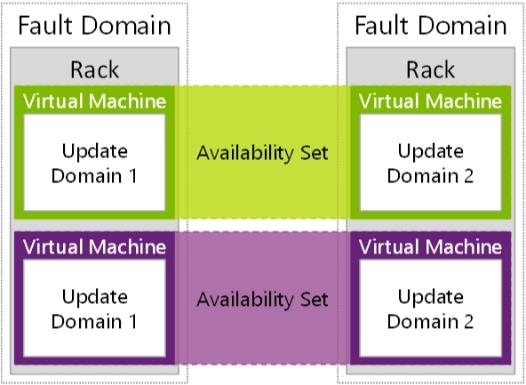 Fault Domain
Fault Domain
Rack
Rack
Virtual Machine
Virtual Machine
Update
Domain 1
Availability Set
Update
Domain 2
Virtual Machine
Virtual Machine
Update
Domain 1
Availability Set
Update
Domain 2